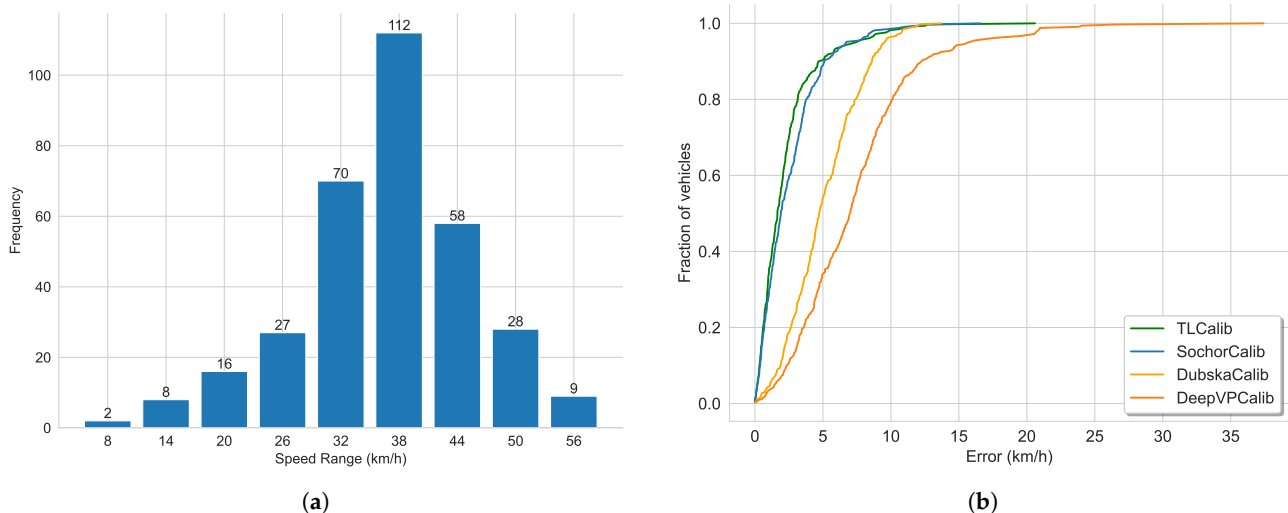 112
100
80
70
60
58
40
28
27
20
16
8
9
2
0
8 14 20 26 32 38 44 50 56
Frequency
Speed Range (km/h)
(a)
1.0
0.8
0.6
0.4
0.2
0.0
0 5 10 15 20 25 30 35
Fraction of vehicles
Error (km/h)
TLCalib
SochorCalib
DubskaCalib
DeepVPCalib
(b)